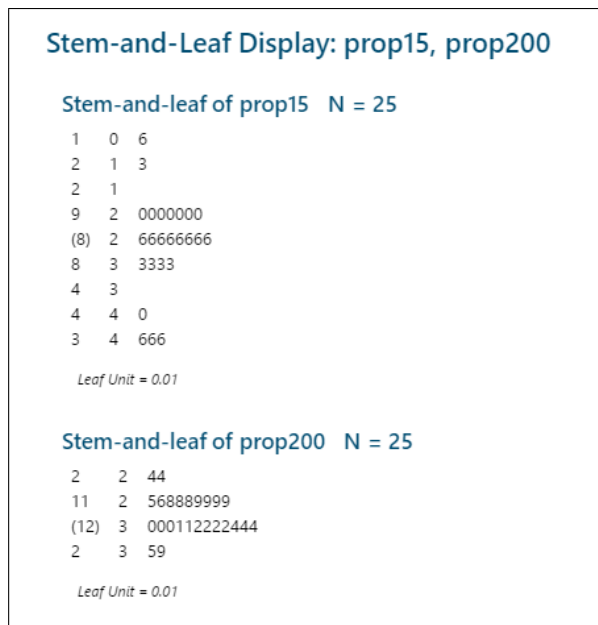 Stem-and-Leaf Display: prop15, prop200
Stem-and-leaf of prop15 N = 25
1 0 6
2 1 3
2 1
9 2 0000000
(8) 2 66666666
8 3 3333
4 3
4 4 0
3 4 666
Leaf Unit = 0.01
Stem-and-leaf of prop200 N = 25
2 2 44
11 2 568889999
(12) 3 000112222444
2 3 59
Leaf Unit = 0.01